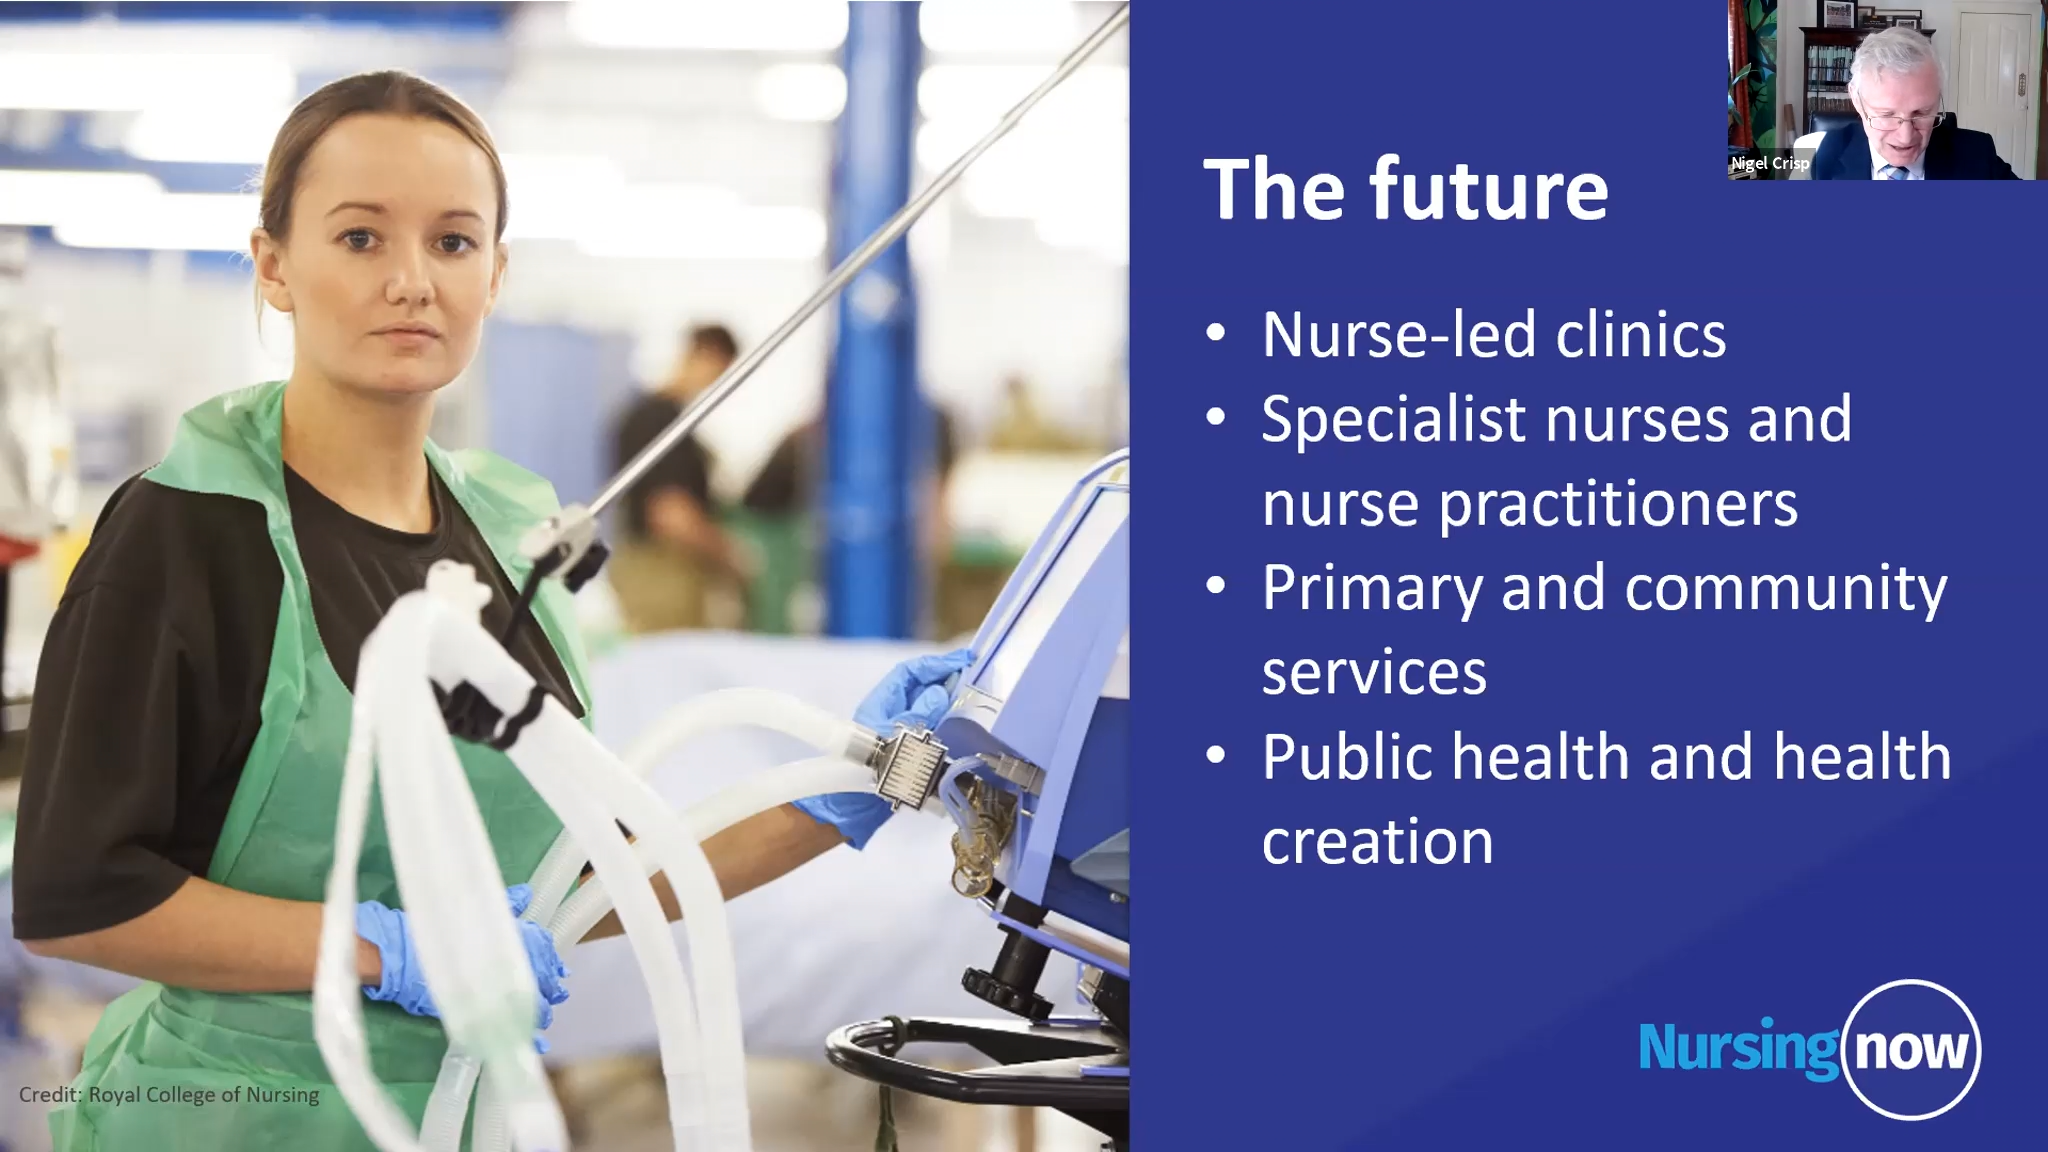 Nigel Crisp
The future
• Nurse-led clinics
• Specialist nurses and
nurse practitioners
• Primary and community
services
• Public health and health
creation
Nursing now
Credit: Royal College of Nursing